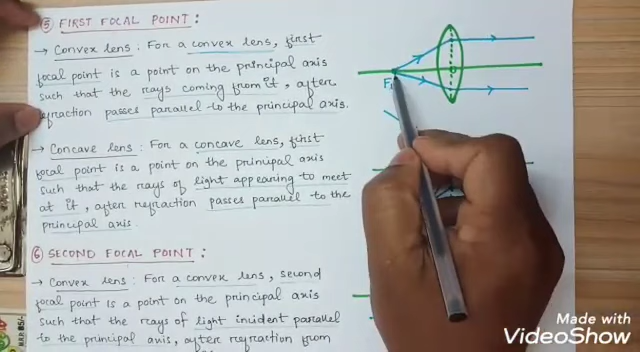 ⑤ FIRST FOCAL POINT :
→ Convex lens : For a convex lens, first
focal point is a point on the principal axis
such that the rays coming from it, after
refraction passes parallel to the principal axis.
→ Concave lens : For a concave lens, first
focal point is a point on the principal axis
such that the rays of light appearing to meet
at it, after refraction passes parallel to the
principal axis.
⑥ SECOND FOCAL POINT :
→ Convex lens : For a convex lens, second
focal point is a point on the principal axis
such that the rays of light incident parallel
to the principal axis, after refraction from
F₁
O
Made with
VideoShow